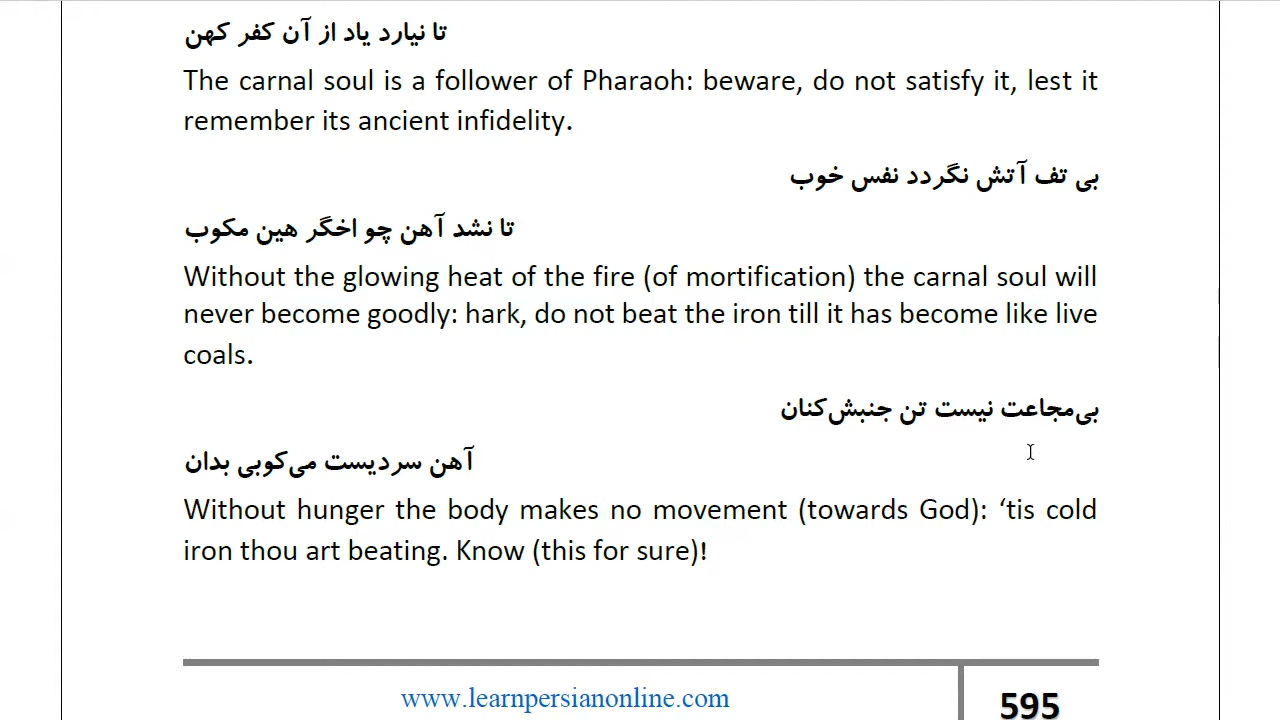 تا نیارد یاد از آن کفر کهن
The carnal soul is a follower of Pharaoh: beware, do not satisfy it, lest it
remember its ancient infidelity.
بی تف آتش نگردد نفس خوب
تا نشد آهن چو اخگر هین مکوب
Without the glowing heat of the fire (of mortification) the carnal soul will
never become goodly: hark, do not beat the iron till it has become like live
coals.
بی‌مجاعت نیست تن جنبش‌کنان
آهن سردیست می‌کوبی بدان
Without hunger the body makes no movement (towards God): ‘tis cold
iron thou art beating. Know (this for sure)!
www.learnpersianonline.com
595